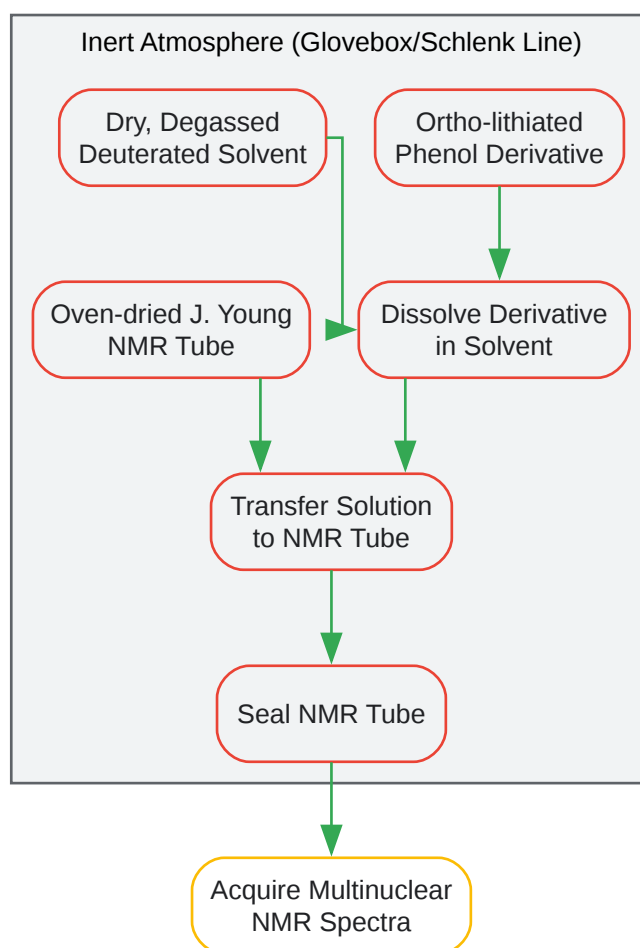 Inert Atmosphere (Glovebox/Schlenk Line)
Dry, Degassed
Deuterated Solvent
Ortho-lithiated
Phenol Derivative
Oven-dried J. Young
NMR Tube
Dissolve Derivative
in Solvent
Transfer Solution
to NMR Tube
Seal NMR Tube
Acquire Multinuclear
NMR Spectra